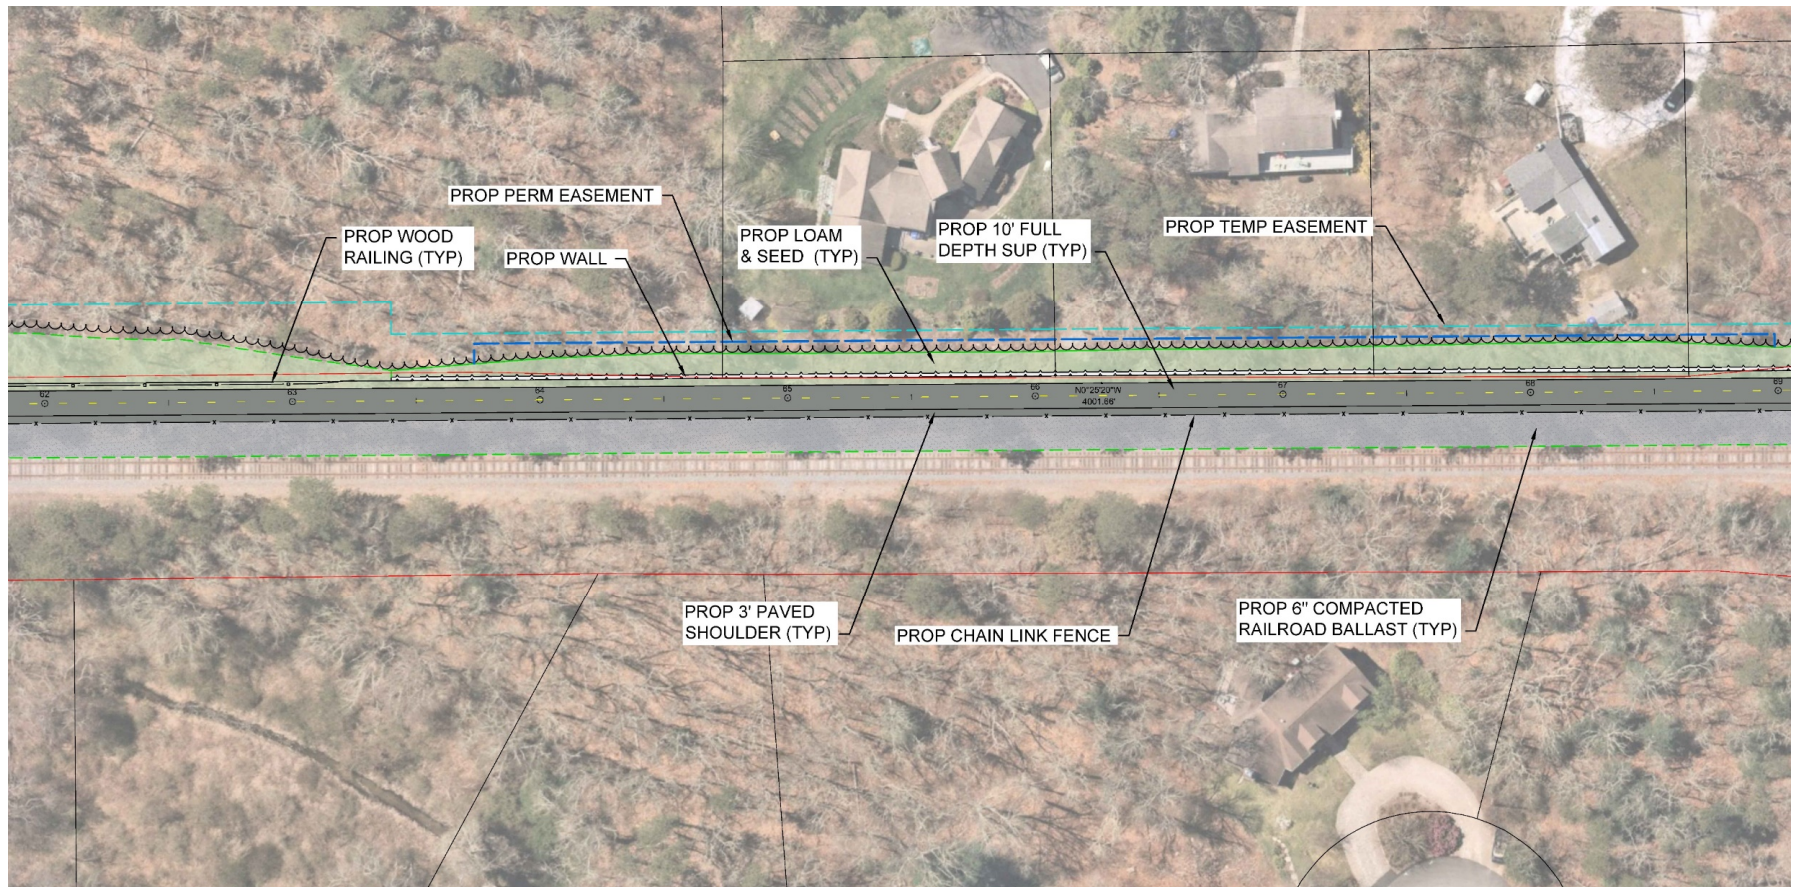 PROP PERM EASEMENT
PROP WOOD
RAILING (TYP)
PROP WALL
PROP LOAM
& SEED (TYP)
PROP 10' FULL
DEPTH SUP (TYP)
PROP TEMP EASEMENT
62
63
64
65
66
N0°25'20"W
4001.66'
67
68
69
PROP 3' PAVED
SHOULDER (TYP)
PROP CHAIN LINK FENCE
PROP 6" COMPACTED
RAILROAD BALLAST (TYP)